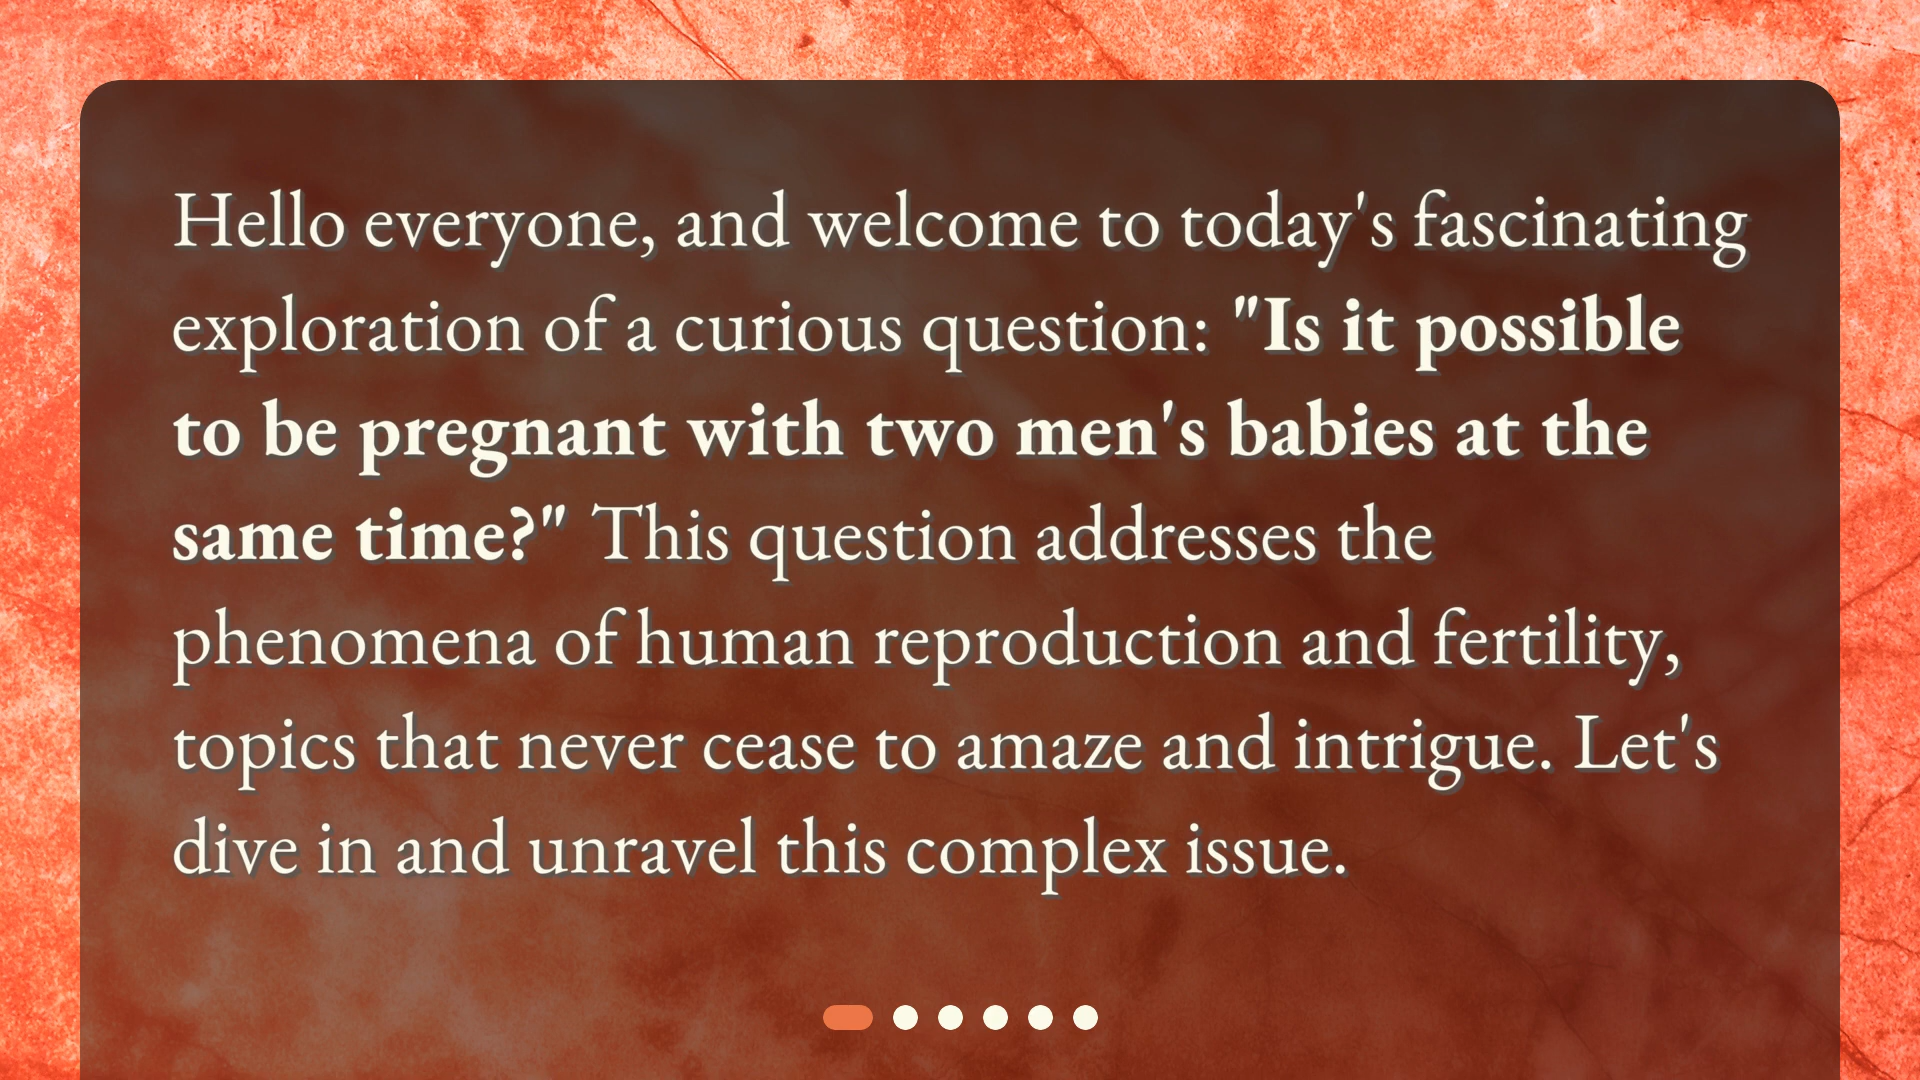 Hello everyone, and welcome to today's fascinating
exploration of a curious question: "Is it possible
to be pregnant with two men's babies at the
same time?" This question addresses the
phenomena of human reproduction and fertility,
topics that never cease to amaze and intrigue. Let's
dive in and unravel this complex issue.